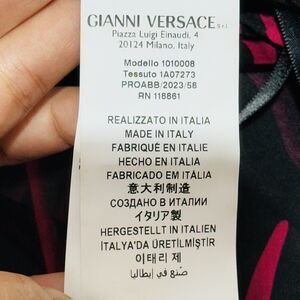 GIANNI VERSACE S.r.l.
Piazza Luigi Einaudi, 4
20124 Milano, Italy
Modello 1010008
Tessuto 1A07273
PROABB/2023/58
RN 118861
REALIZZATO IN ITALIA
MADE IN ITALY
FABRIQUÉ EN ITALIE
HECHO EN ITALIA
FABRICADO EM ITÁLIA
意大利制造
СОЗДАНО В ИТАЛИИ
イタリア製
HERGESTELLT IN ITALIEN
İTALYA'DA ÜRETİLMİŞTİR
이태리 제
صنع في إيطاليا